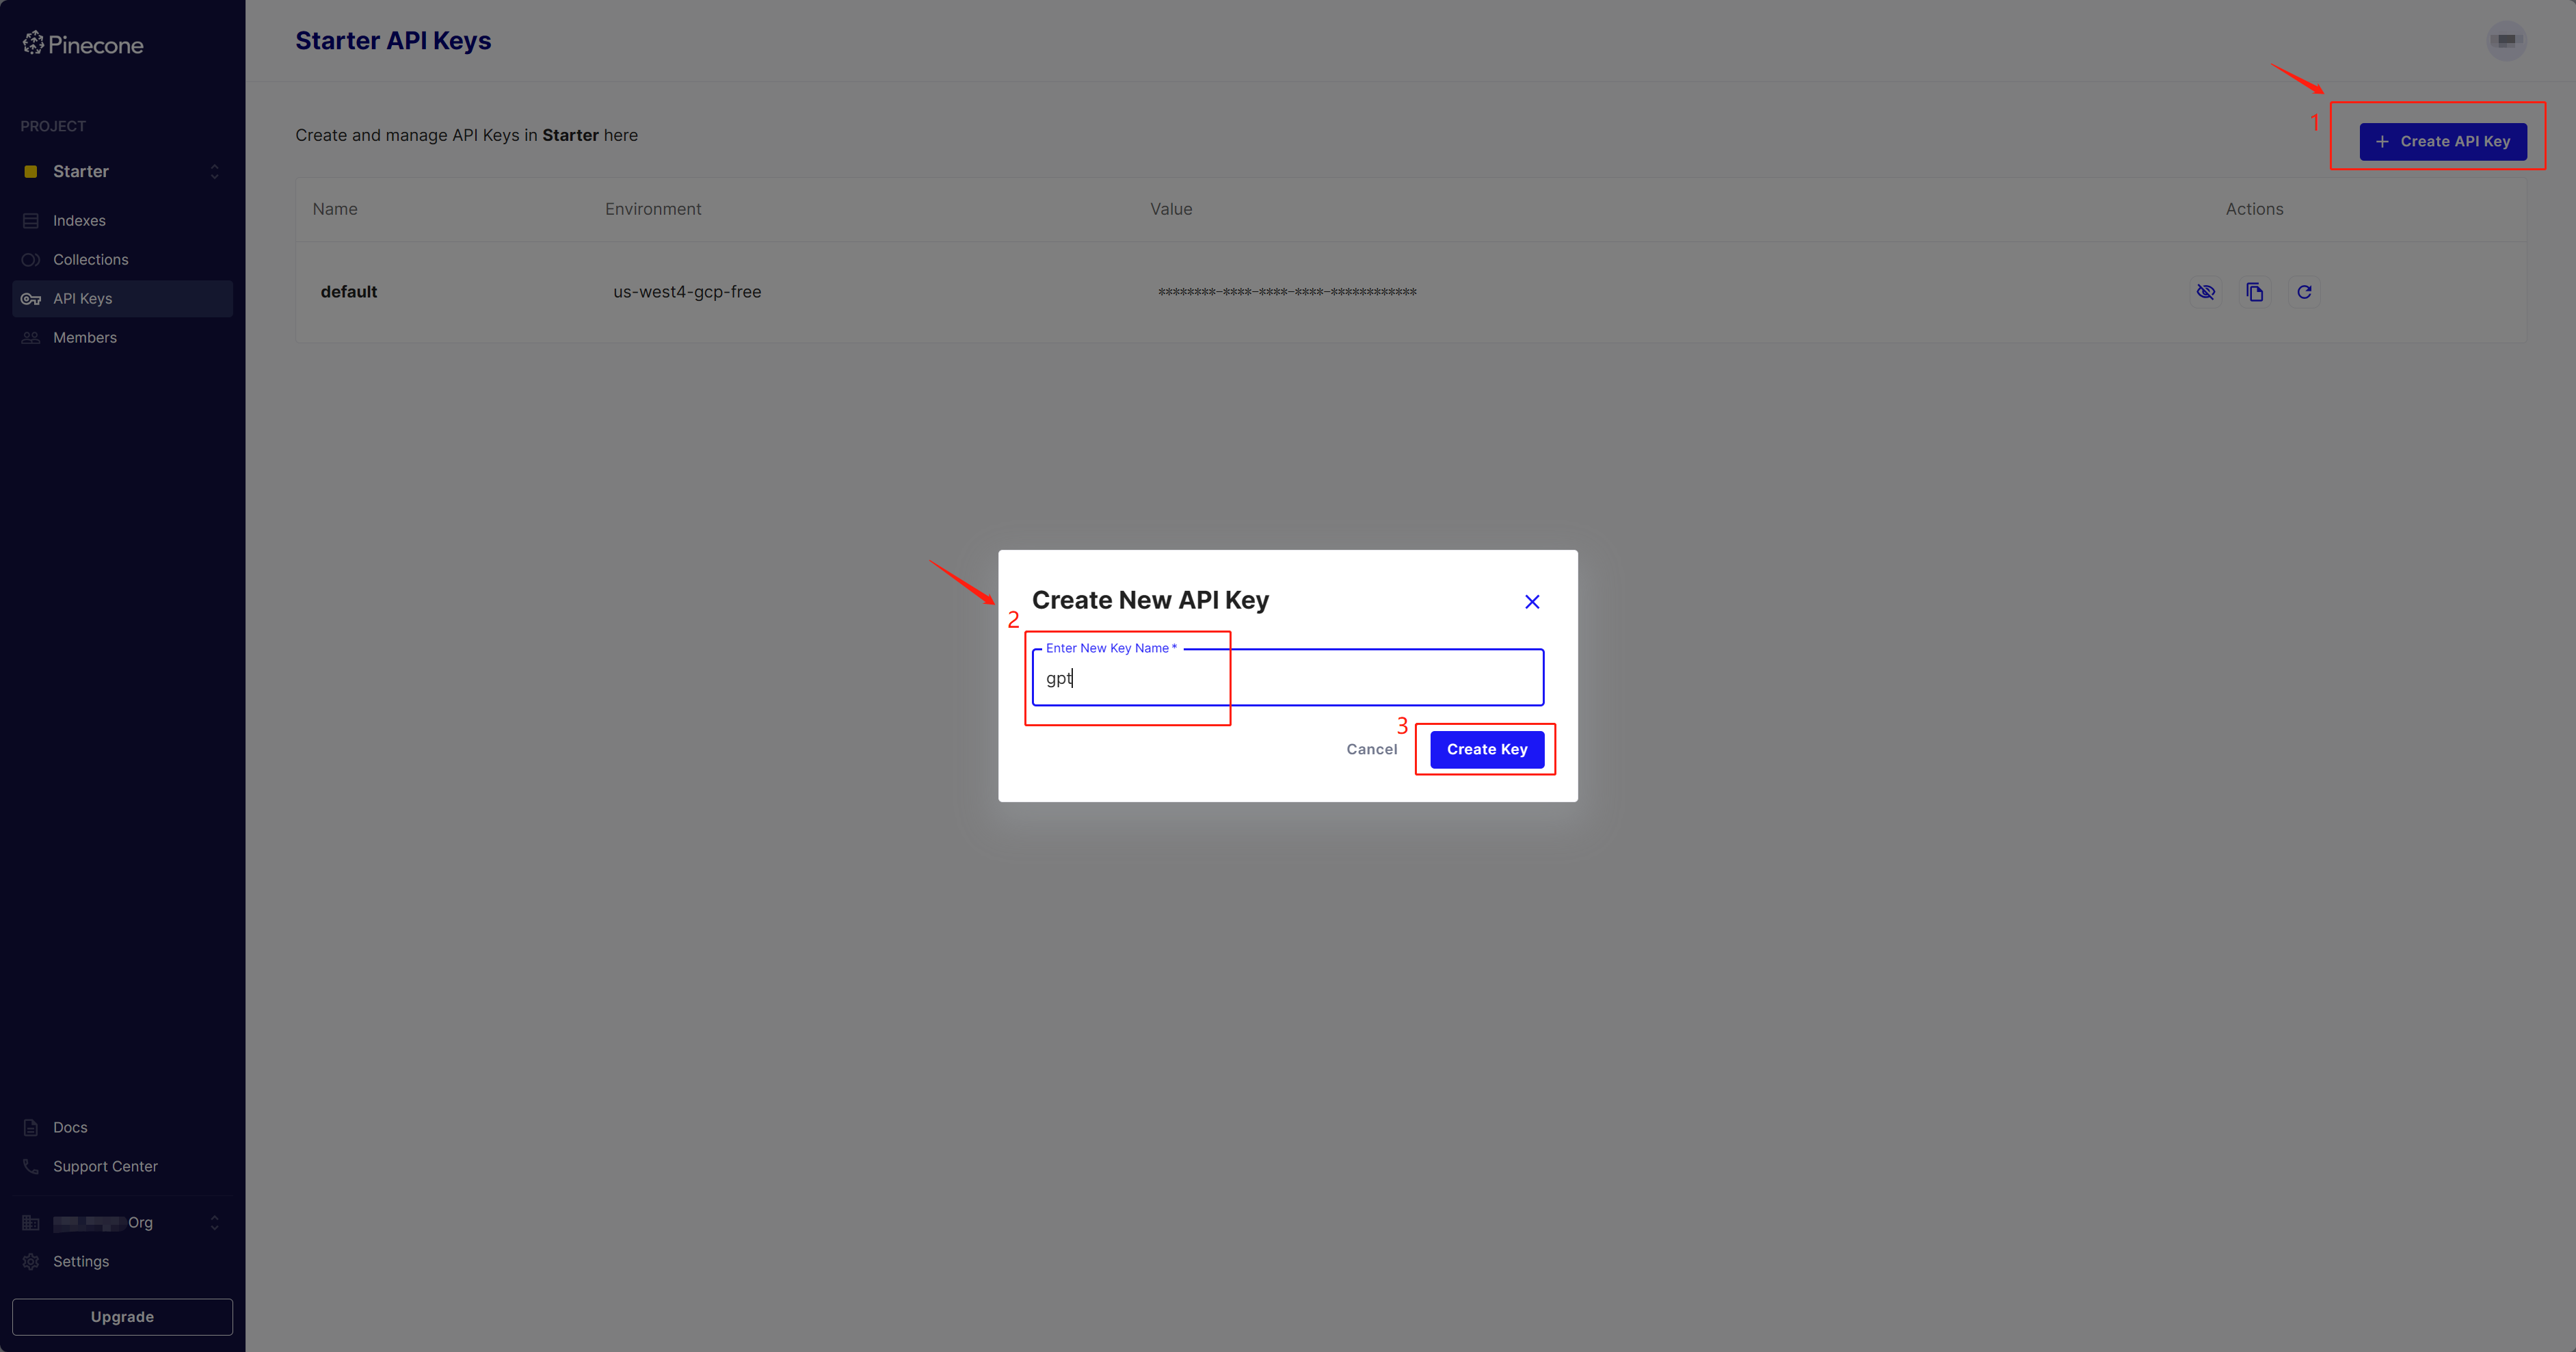 Pinecone
PROJECT
Starter
Indexes
Collections
API Keys
Members
Docs
Support Center
Org
Settings
Upgrade
Starter API Keys
Create and manage API Keys in Starter here
1
+ Create API Key
Name Environment Value Actions
default us-west4-gcp-free ********-****-****-****-************
2
Create New API Key
Enter New Key Name *
gpt
3
Cancel Create Key